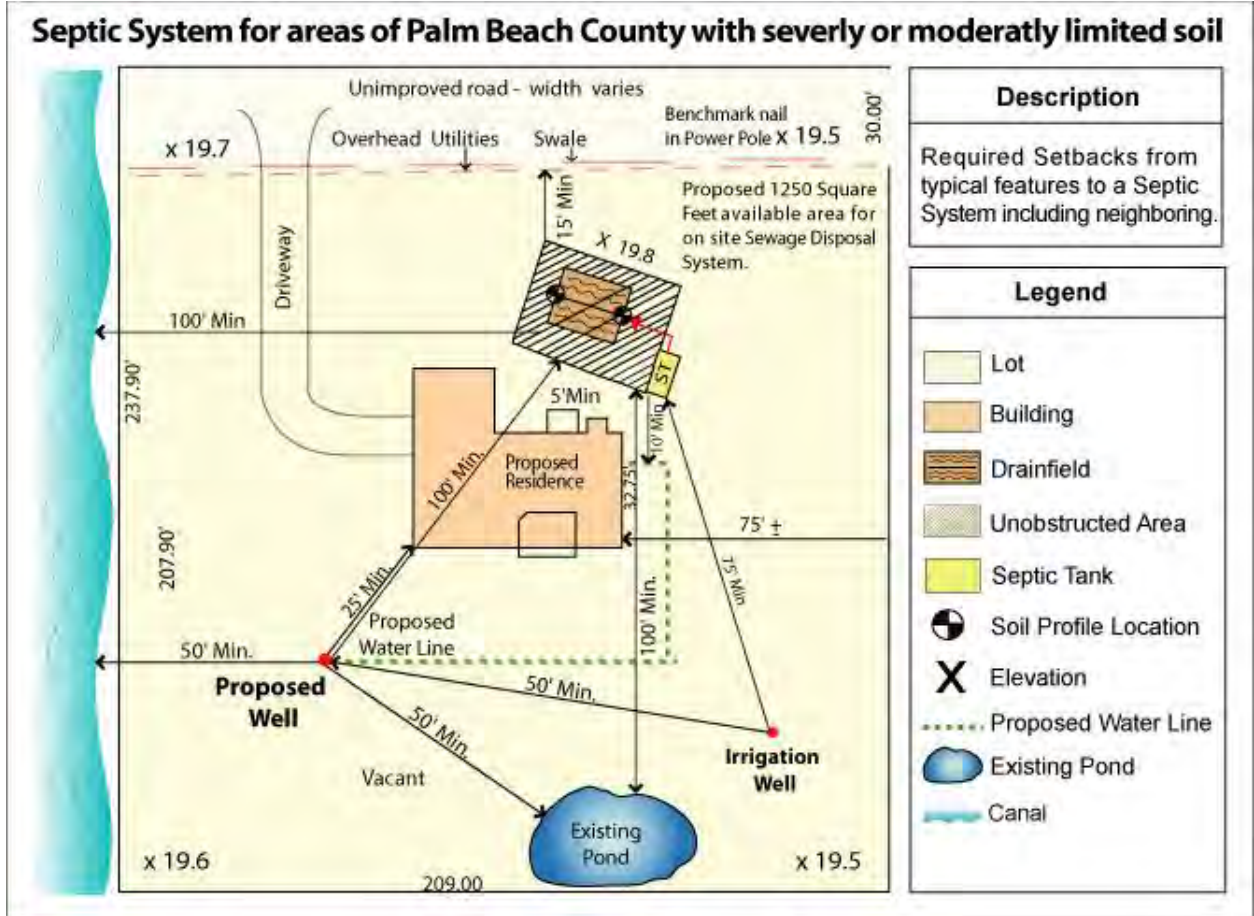 Septic System for areas of Palm Beach County with severly or moderatly limited soil
Unimproved road - width varies
30.00'
Benchmark nail
in Power Pole X 19.5
Overhead Utilities
Swale
x 19.7
15' Min
Proposed 1250 Square
Feet available area for
on site Sewage Disposal
System.
X 19.8
Driveway
100' Min
ST
237.90'
5'Min
10' Min
Proposed
Residence
100' Min.
32.75'
75' ±
207.90'
25' Min.
75' Min
Proposed
Water Line
100' Min.
50' Min.
Proposed
Well
50' Min.
50' Min.
Irrigation
Well
Vacant
Existing
Pond
x 19.6
209.00
x 19.5
Description
Required Setbacks from
typical features to a Septic
System including neighboring.
Legend
Lot
Building
Drainfield
Unobstructed Area
Septic Tank
Soil Profile Location
X Elevation
Proposed Water Line
Existing Pond
Canal